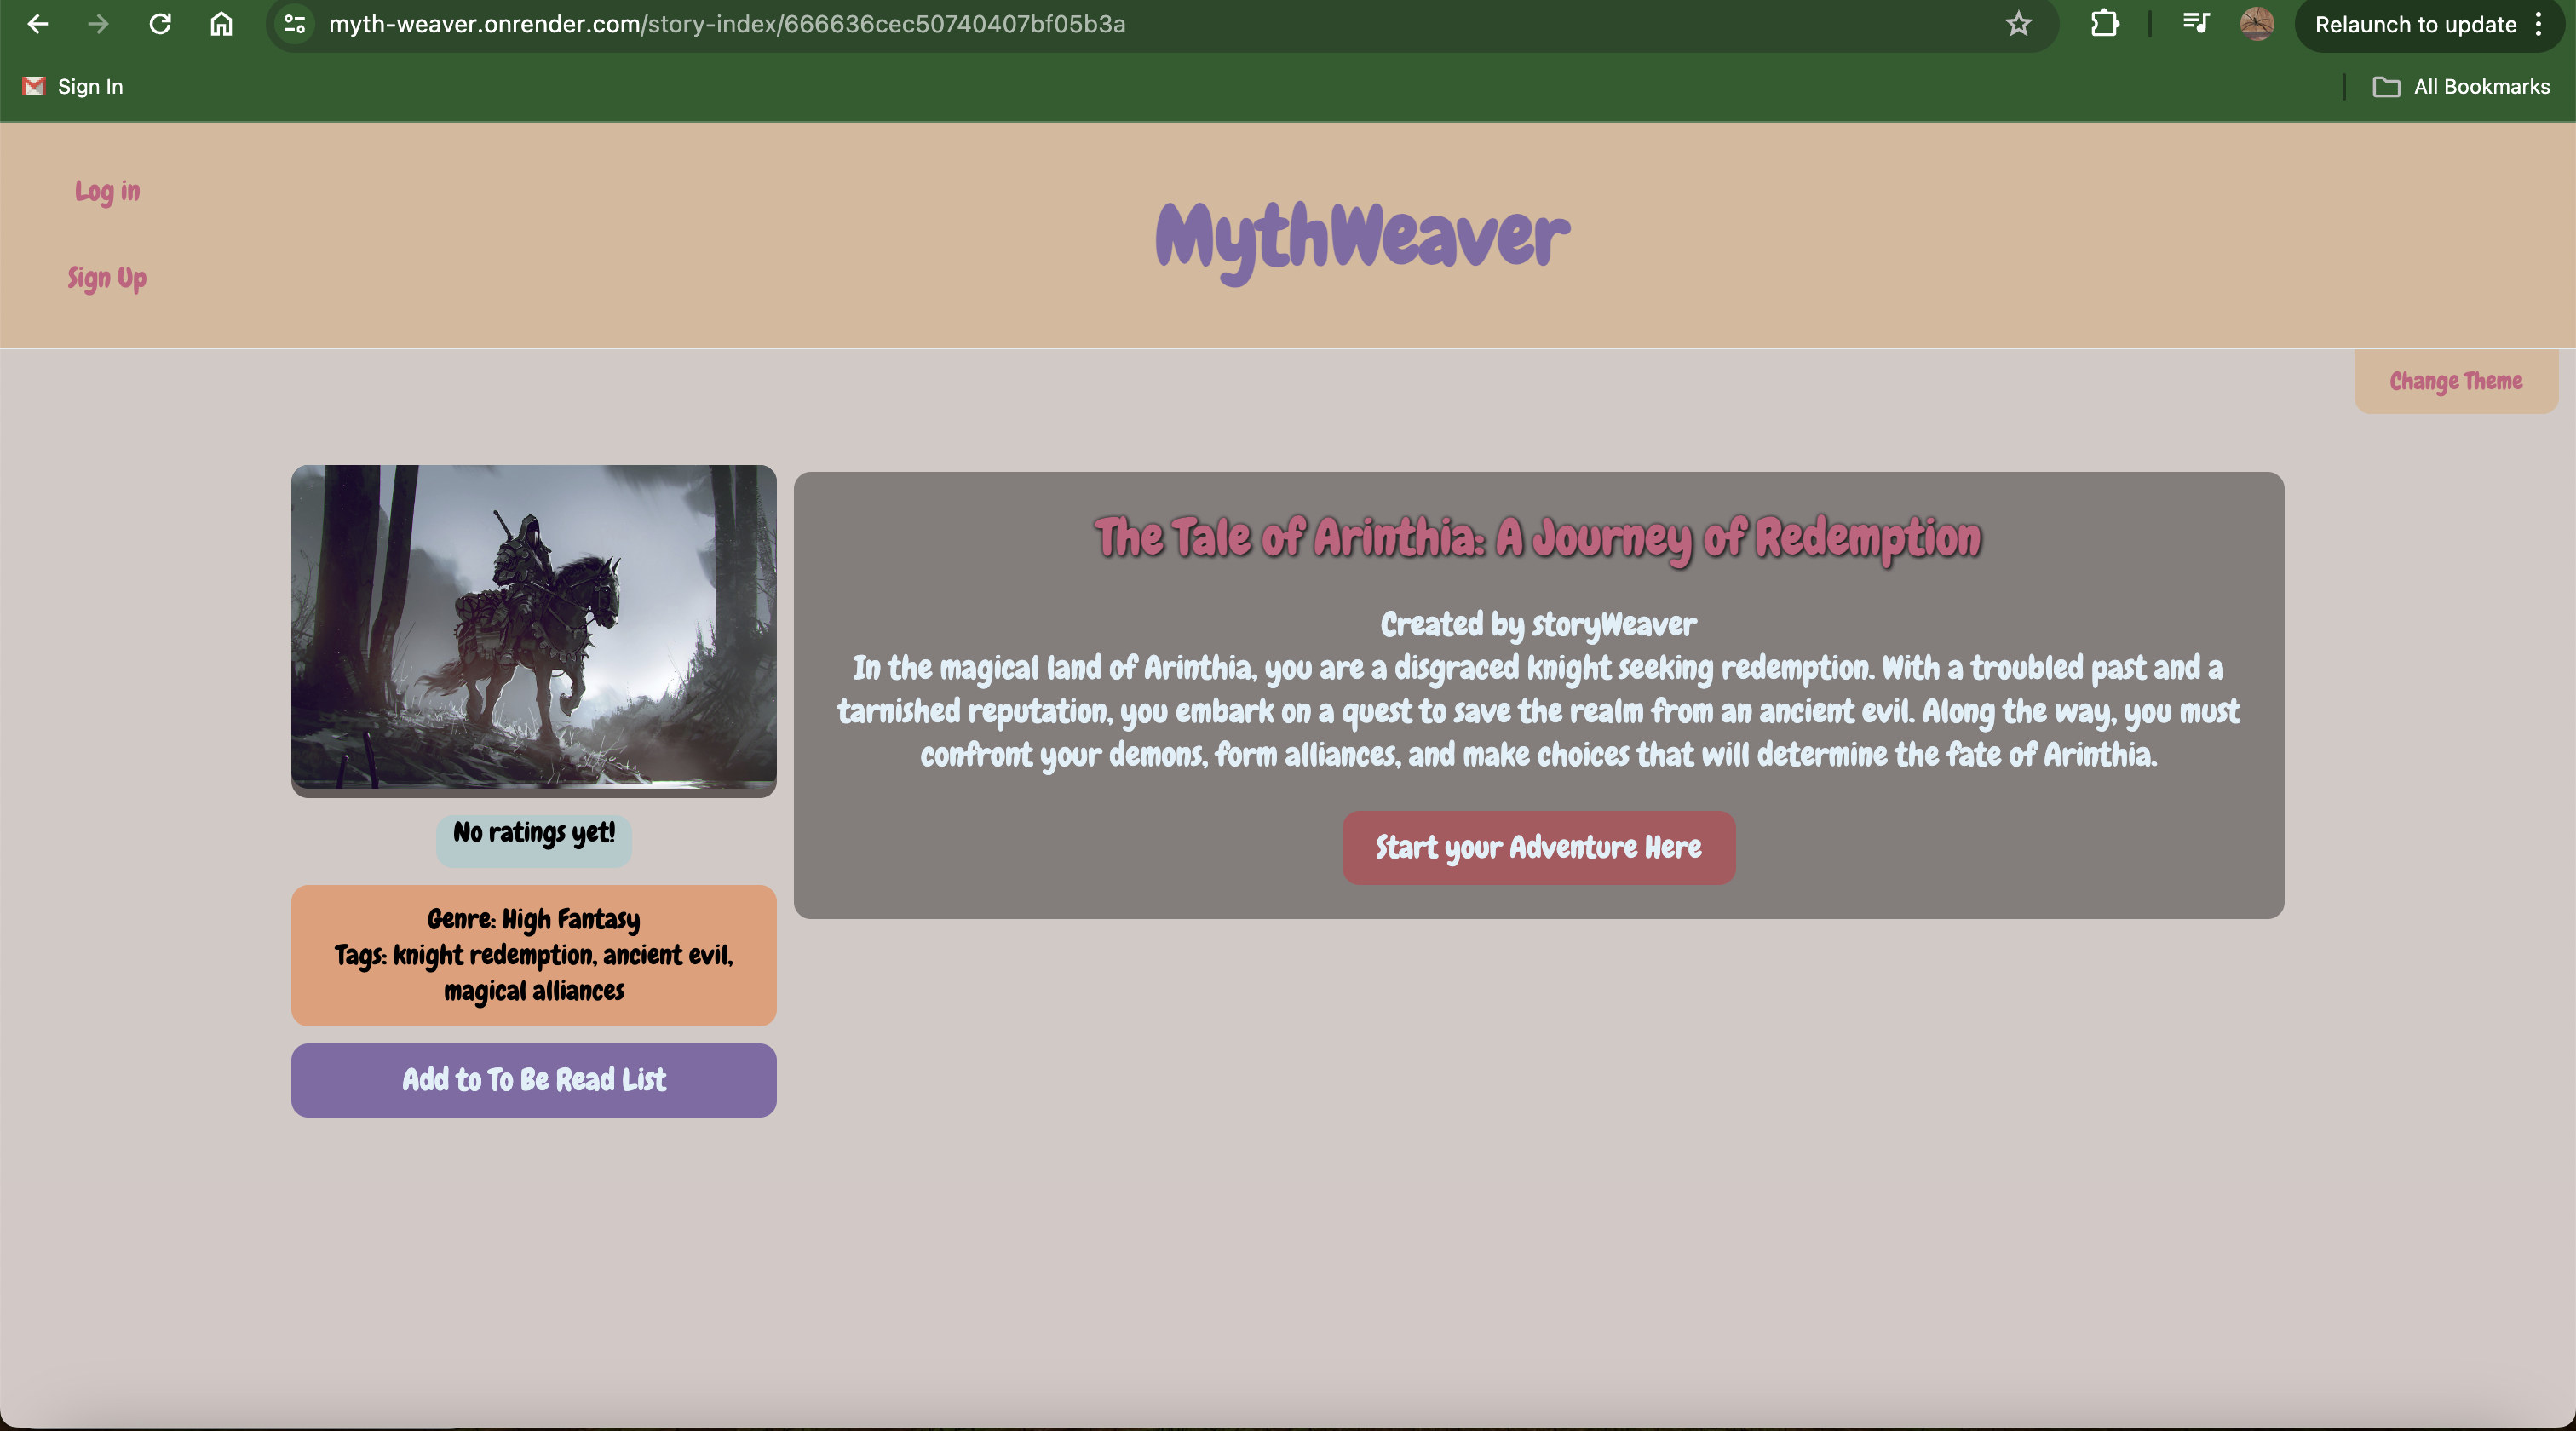 myth-weaver.onrender.com/story-index/666636cec50740407bf05b3a
Relaunch to update
Sign In
All Bookmarks
Log in
MythWeaver
Sign Up
Change Theme
The Tale of Arinthia: A Journey of Redemption
Created by storyWeaver
In the magical land of Arinthia, you are a disgraced knight seeking redemption. With a troubled past and a
tarnished reputation, you embark on a quest to save the realm from an ancient evil. Along the way, you must
confront your demons, form alliances, and make choices that will determine the fate of Arinthia.
Start your Adventure Here
No ratings yet!
Genre: High Fantasy
Tags: knight redemption, ancient evil,
magical alliances
Add to To Be Read List